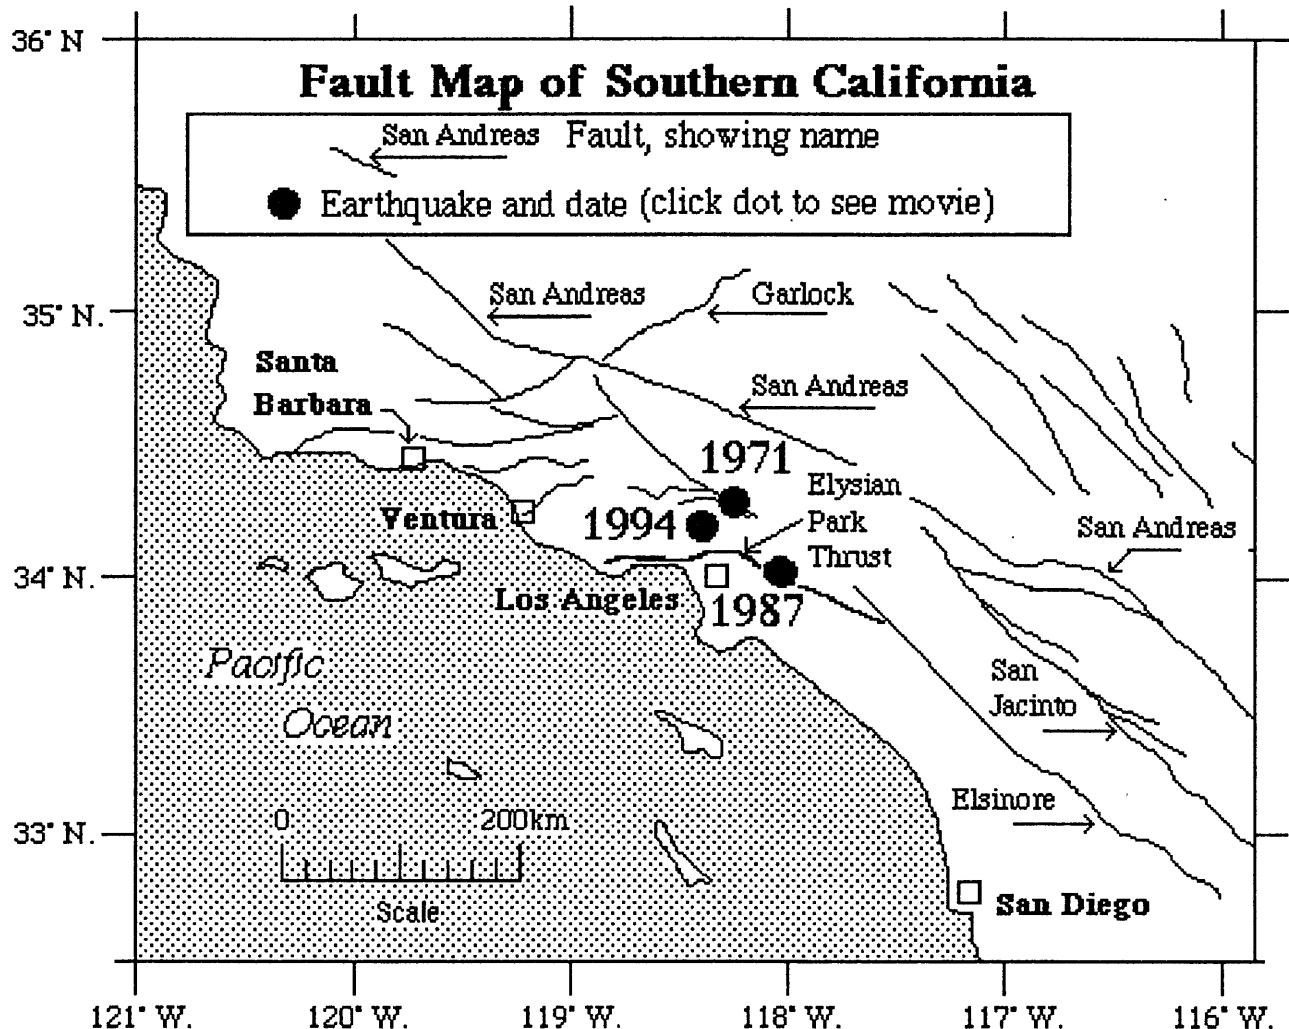 36° N
Fault Map of Southern California
San Andreas Fault, showing name
Earthquake and date (click dot to see movie)
35° N.
San Andreas
Garlock
Santa
Barbara
San Andreas
1971
Elysian
Park
Thrust
Ventura
1994
San Andreas
34° N.
Los Angeles
1987
Pacific
Ocean
San
Jacinto
Elsinore
0 200km
Scale
33° N.
San Diego
121° W. 120° W. 119° W. 118° W. 117° W. 116° W.